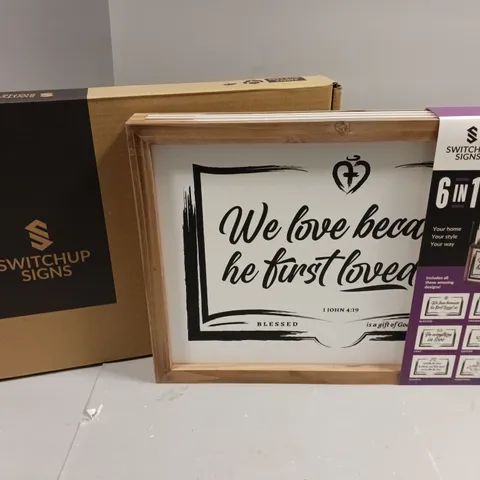 SWITCHUP
SIGNS
We love beca
he first loved
1 JOHN 4:19
BLESSED
is a gift of Go
SWITCHUP
SIGNS
6 IN 1
Your home
Your style
Your way
Includes all
these amazing
designs!